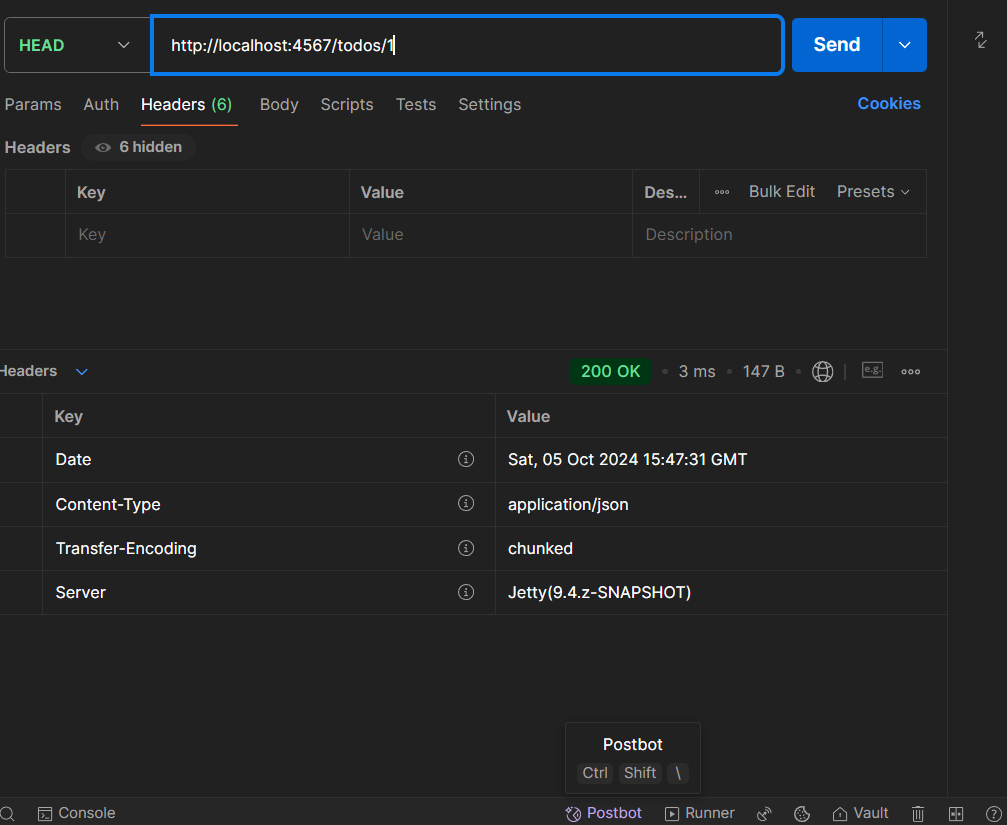 HEAD http://localhost:4567/todos/1 Send
Params Auth Headers (6) Body Scripts Tests Settings Cookies
Headers 6 hidden
Key Value Des... Bulk Edit Presets
Key Value Description
Headers 200 OK 3 ms 147 B e.g.
Key Value
Date Sat, 05 Oct 2024 15:47:31 GMT
Content-Type application/json
Transfer-Encoding chunked
Server Jetty(9.4.z-SNAPSHOT)
Postbot
Ctrl Shift \
Console Postbot Runner Vault